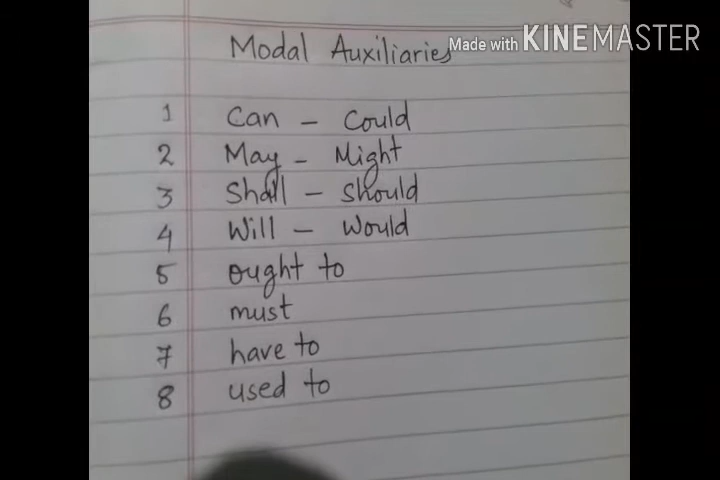 Modal Auxiliaries
Made with KINEMASTER
1 Can - Could
2 May - Might
3 Shall - Should
4 Will - Would
5 ought to
6 must
7 have to
8 used to